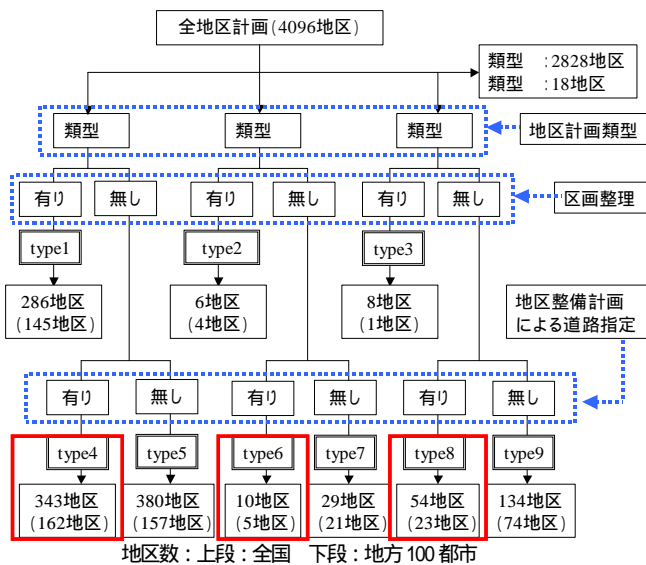 全地区計画(4096地区)
類型　:2828地区
類型　:18地区
類型
類型
類型
地区計画類型
有り
無し
有り
無し
有り
無し
区画整理
type1
type2
type3
286地区
(145地区)
6地区
(4地区)
8地区
(1地区)
地区整備計画
による道路指定
有り
無し
有り
無し
有り
無し
type4
type5
type6
type7
type8
type9
343地区
(162地区)
380地区
(157地区)
10地区
(5地区)
29地区
(21地区)
54地区
(23地区)
134地区
(74地区)
地区数：上段：全国　下段：地方100都市